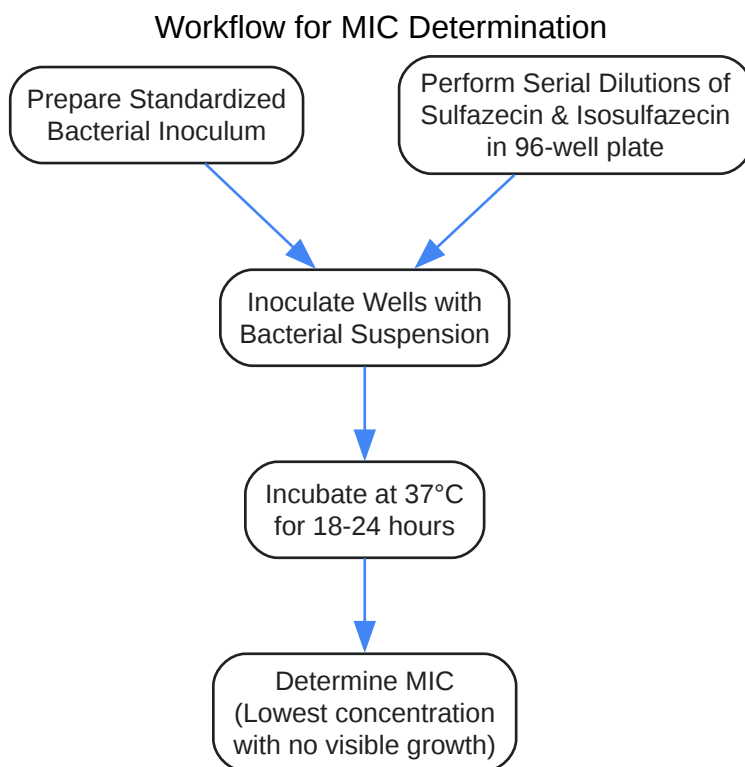 Workflow for MIC Determination
Prepare Standardized
Bacterial Inoculum
Perform Serial Dilutions of
Sulfazecin & Isosulfazecin
in 96-well plate
Inoculate Wells with
Bacterial Suspension
Incubate at 37°C
for 18-24 hours
Determine MIC
(Lowest concentration
with no visible growth)